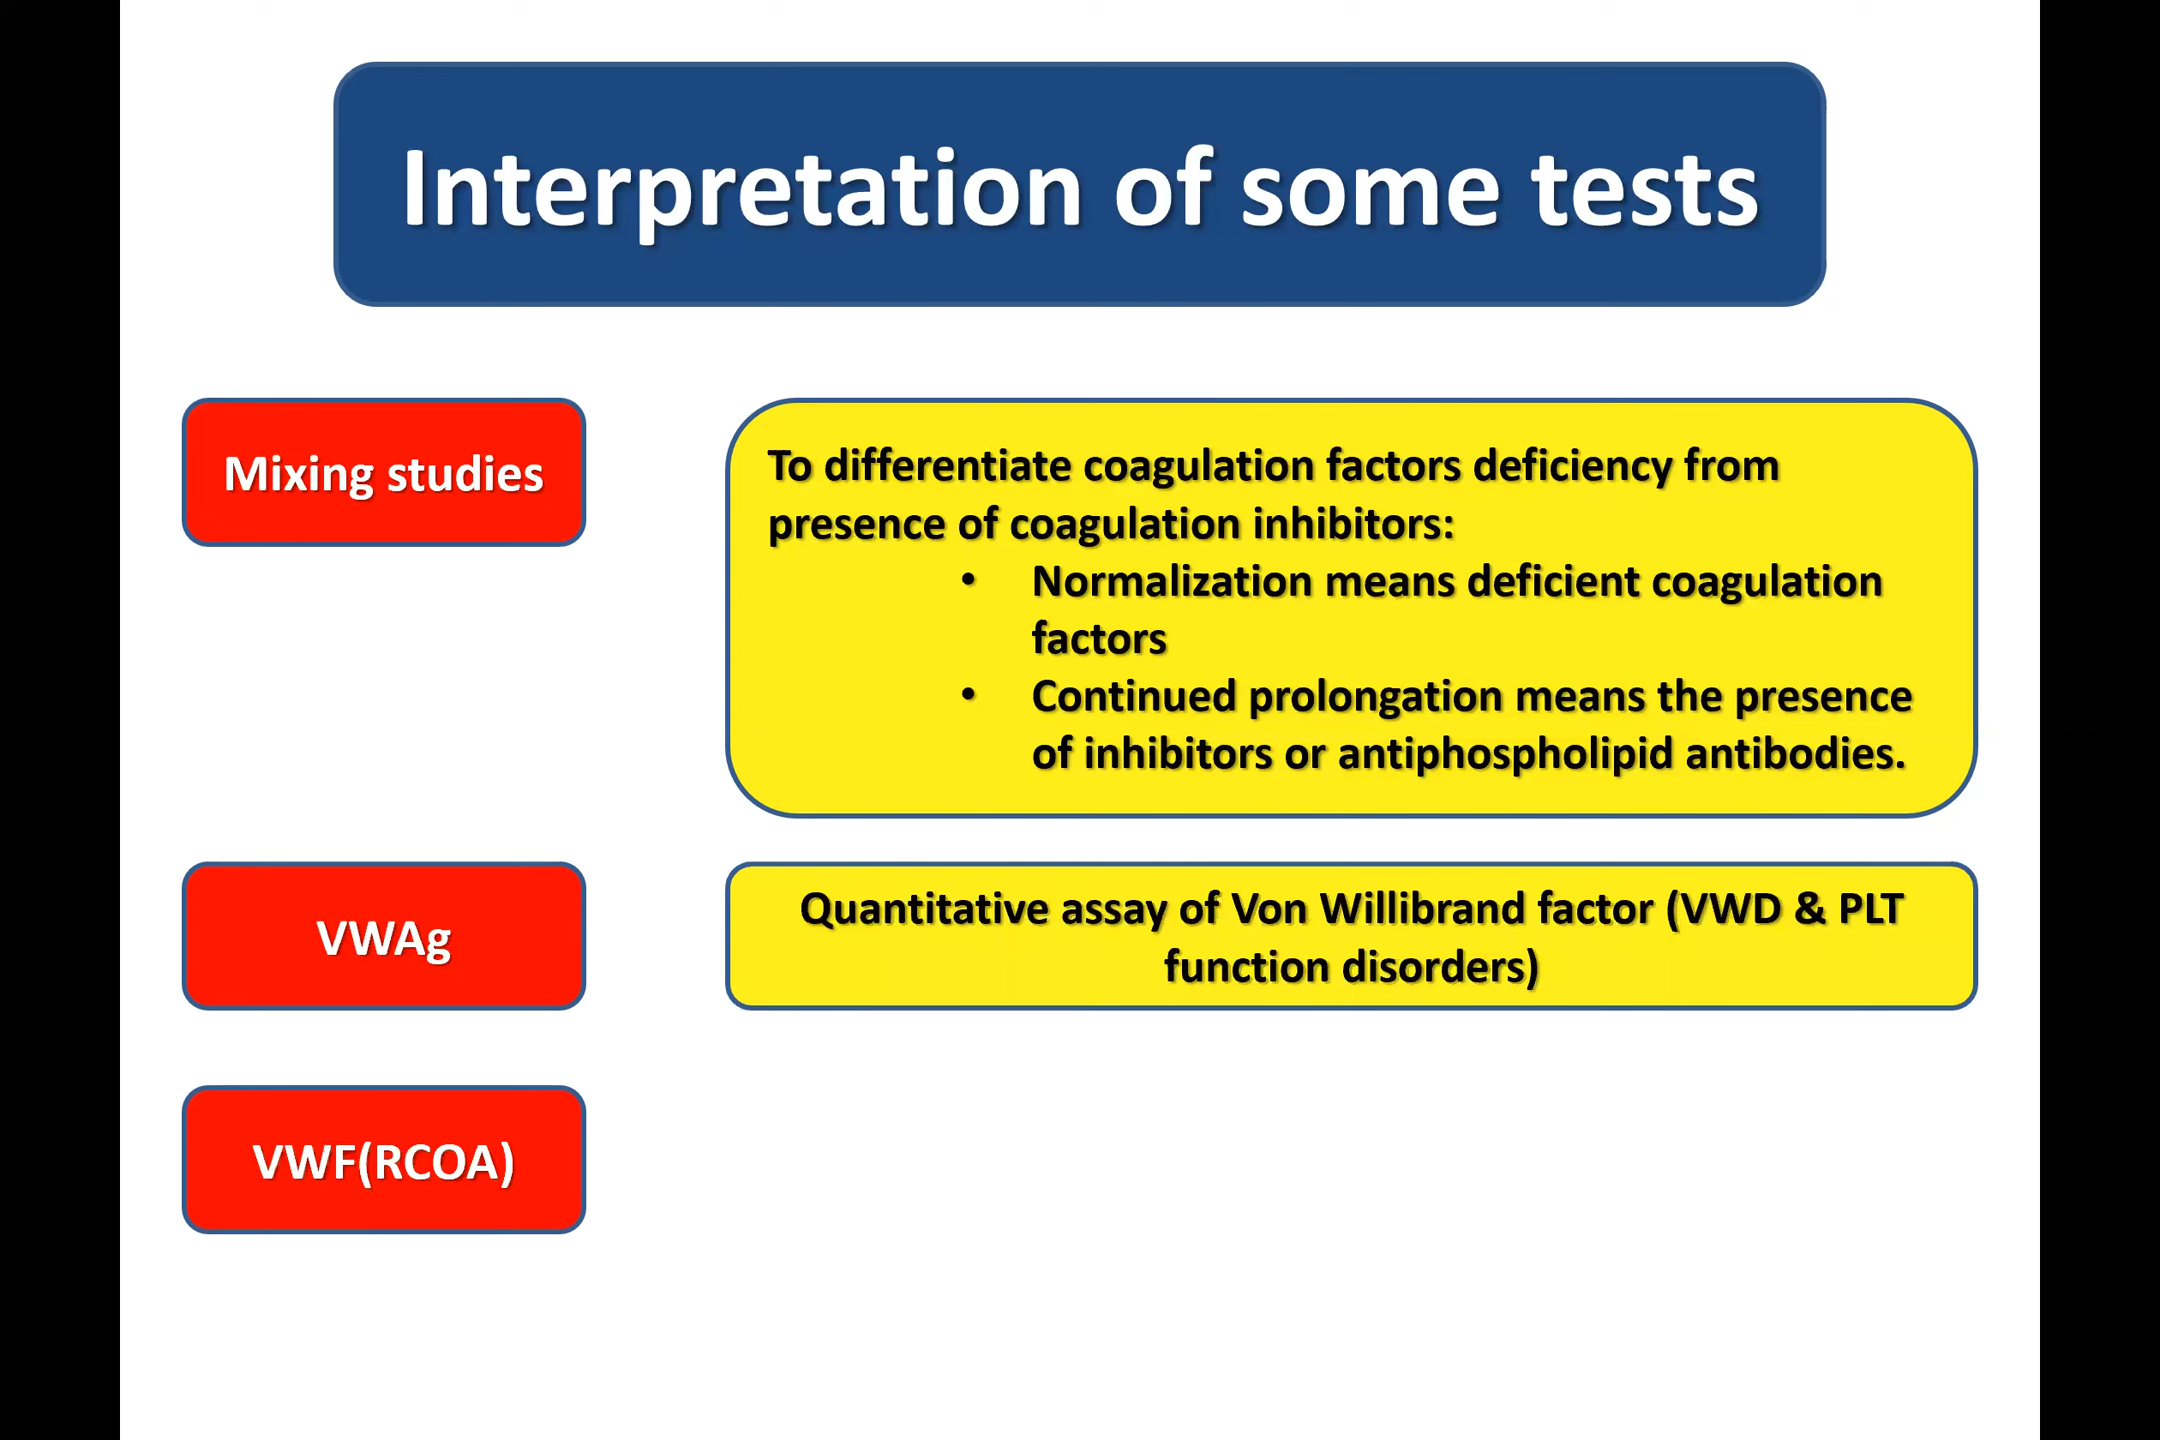 Interpretation of some tests
Mixing studies
To differentiate coagulation factors deficiency from
presence of coagulation inhibitors:
• Normalization means deficient coagulation
factors
• Continued prolongation means the presence
of inhibitors or antiphospholipid antibodies.
VWAg
Quantitative assay of Von Willibrand factor (VWD & PLT
function disorders)
VWF(RCOA)